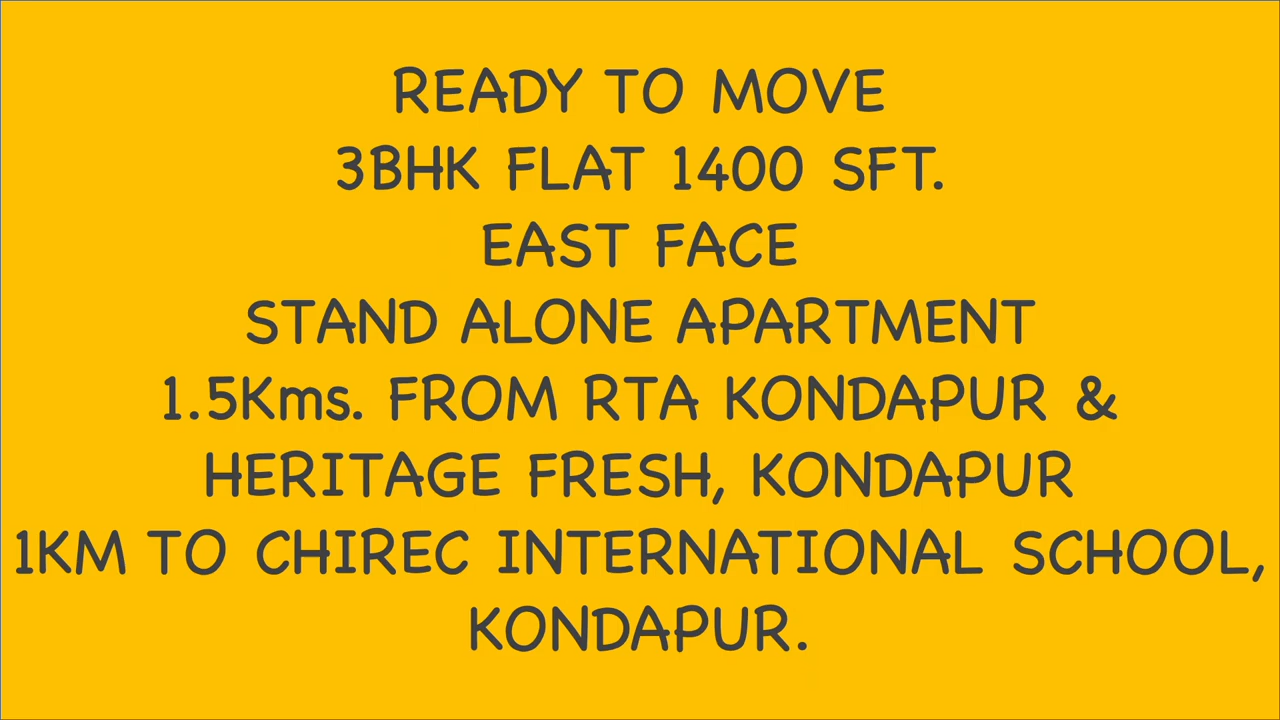 READY TO MOVE
3BHK FLAT 1400 SFT.
EAST FACE
STAND ALONE APARTMENT
1.5Kms. FROM RTA KONDAPUR &
HERITAGE FRESH, KONDAPUR
1KM TO CHIREC INTERNATIONAL SCHOOL,
KONDAPUR.